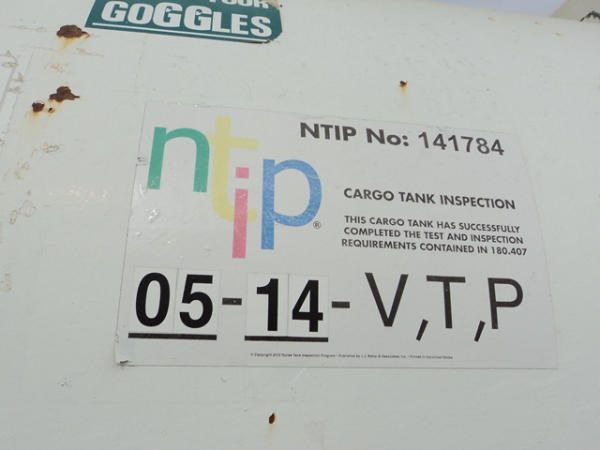 YOUR
GOGGLES
NTIP No: 141784
ntip®
CARGO TANK INSPECTION
THIS CARGO TANK HAS SUCCESSFULLY
COMPLETED THE TEST AND INSPECTION
REQUIREMENTS CONTAINED IN 180.407
05-14-V,T,P